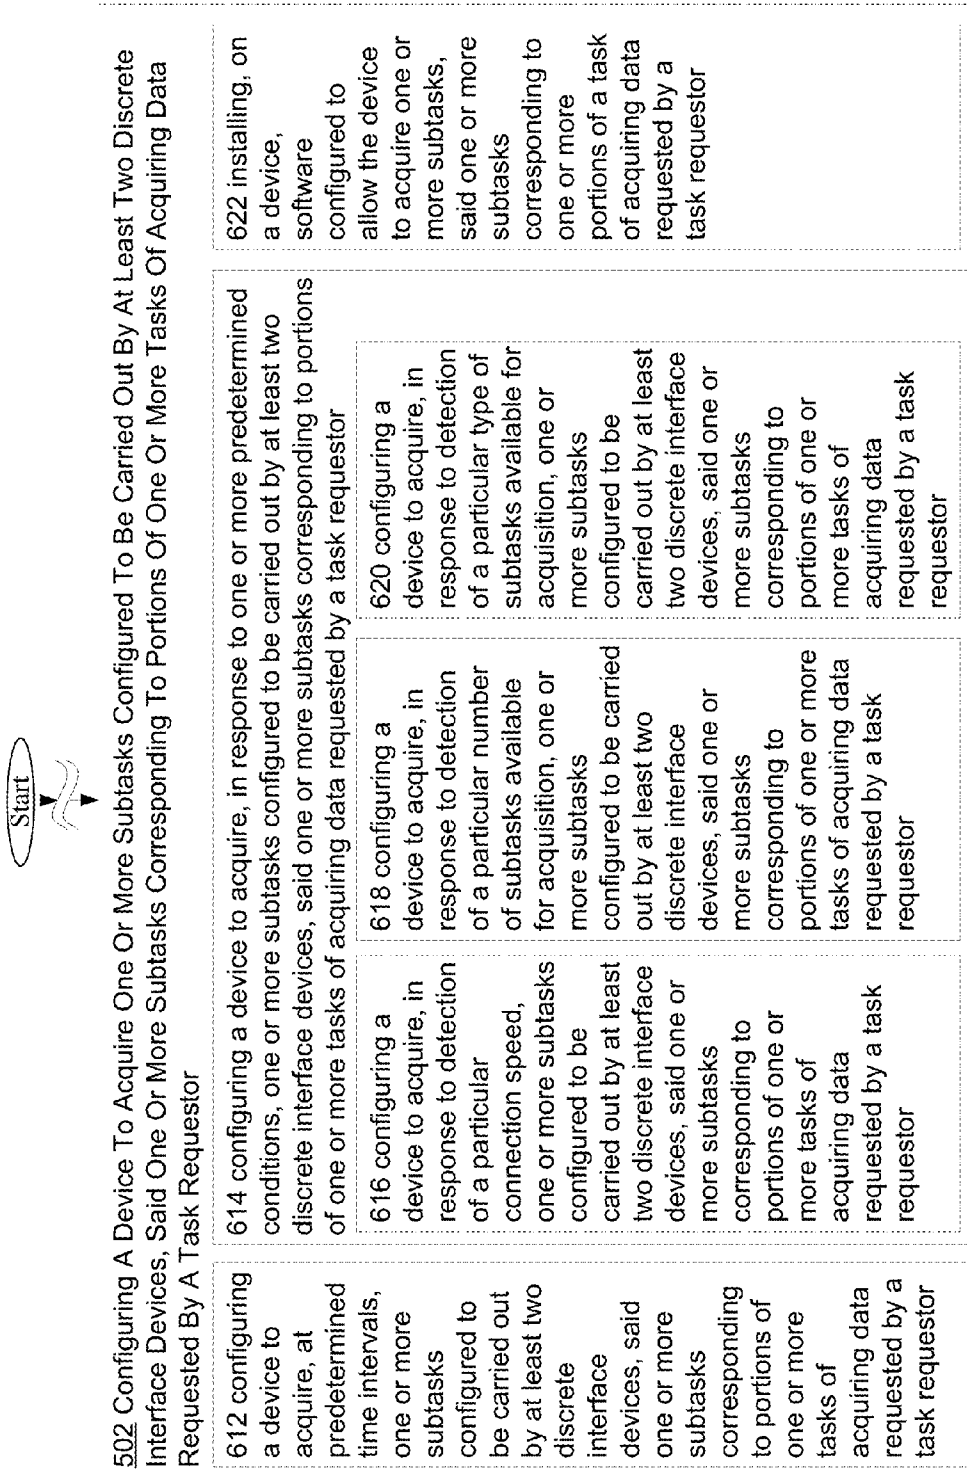 Start
502 Configuring A Device To Acquire One Or More Subtasks Configured To Be Carried Out By At Least Two Discrete
Interface Devices, Said One Or More Subtasks Corresponding To Portions Of One Or More Tasks Of Acquiring Data
Requested By A Task Requestor
612 configuring
a device to
acquire, at
predetermined
time intervals,
one or more
subtasks
configured to
be carried out
by at least two
discrete
interface
devices, said
one or more
subtasks
corresponding
to portions of
one or more
tasks of
acquiring data
requested by a
task requestor
614 configuring a device to acquire, in response to one or more predetermined
conditions, one or more subtasks configured to be carried out by at least two
discrete interface devices, said one or more subtasks corresponding to portions
of one or more tasks of acquiring data requested by a task requestor
616 configuring a
device to acquire, in
response to detection
of a particular
connection speed,
one or more subtasks
configured to be
carried out by at least
two discrete interface
devices, said one or
more subtasks
corresponding to
portions of one or
more tasks of
acquiring data
requested by a task
requestor
618 configuring a
device to acquire, in
response to detection
of a particular number
of subtasks available
for acquisition, one or
more subtasks
configured to be carried
out by at least two
discrete interface
devices, said one or
more subtasks
corresponding to
portions of one or more
tasks of acquiring data
requested by a task
requestor
620 configuring a
device to acquire, in
response to detection
of a particular type of
subtasks available for
acquisition, one or
more subtasks
configured to be
carried out by at least
two discrete interface
devices, said one or
more subtasks
corresponding to
portions of one or
more tasks of
acquiring data
requested by a task
requestor
622 installing, on
a device,
software
configured to
allow the device
to acquire one or
more subtasks,
said one or more
subtasks
corresponding to
one or more
portions of a task
of acquiring data
requested by a
task requestor